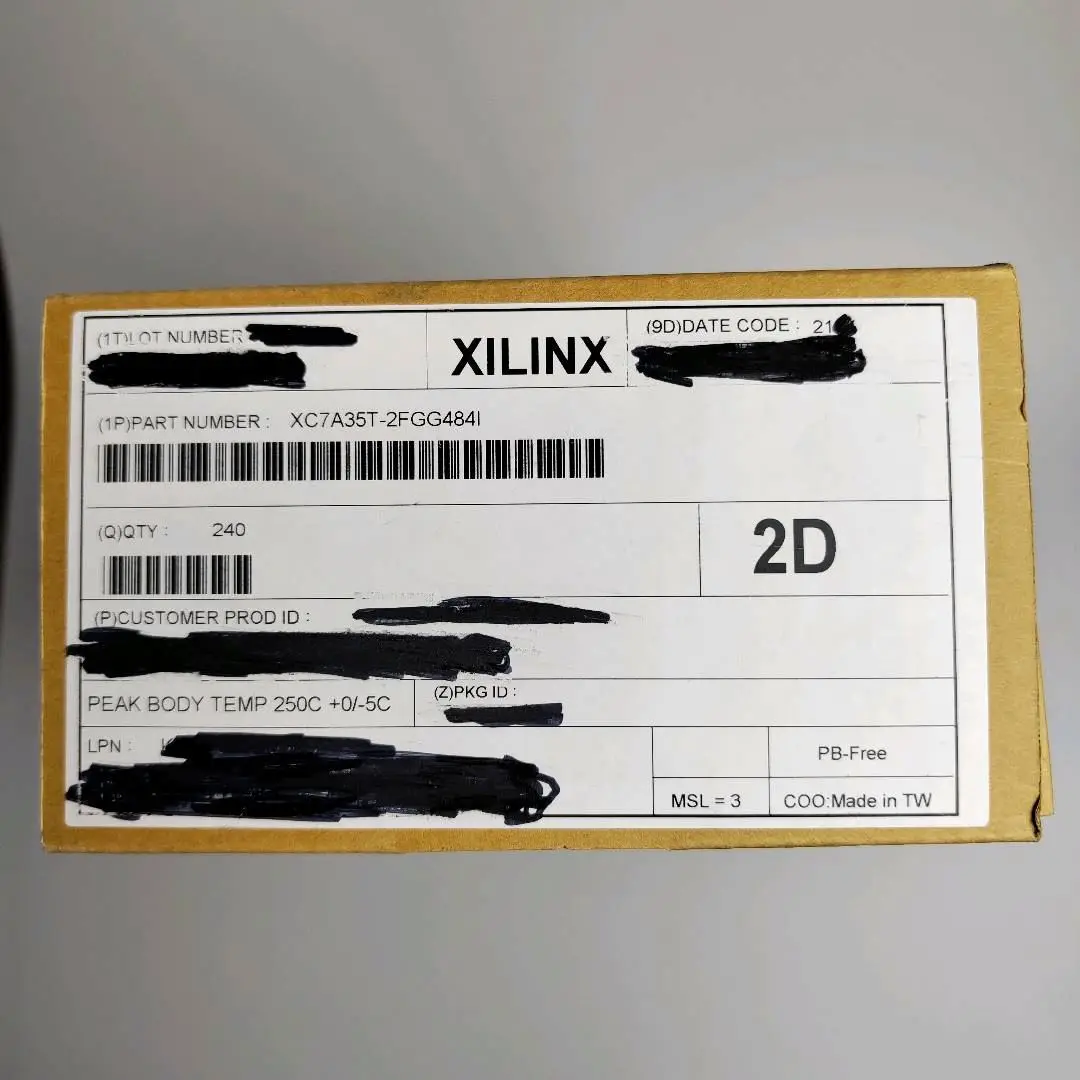 (1T)LOT NUMBER
XILINX
(9D)DATE CODE : 21
(1P)PART NUMBER : XC7A35T-2FGG484I
(Q)QTY : 240
2D
(P)CUSTOMER PROD ID :
PEAK BODY TEMP 250C +0/-5C
(Z)PKG ID :
LPN :
PB-Free
MSL = 3
COO:Made in TW